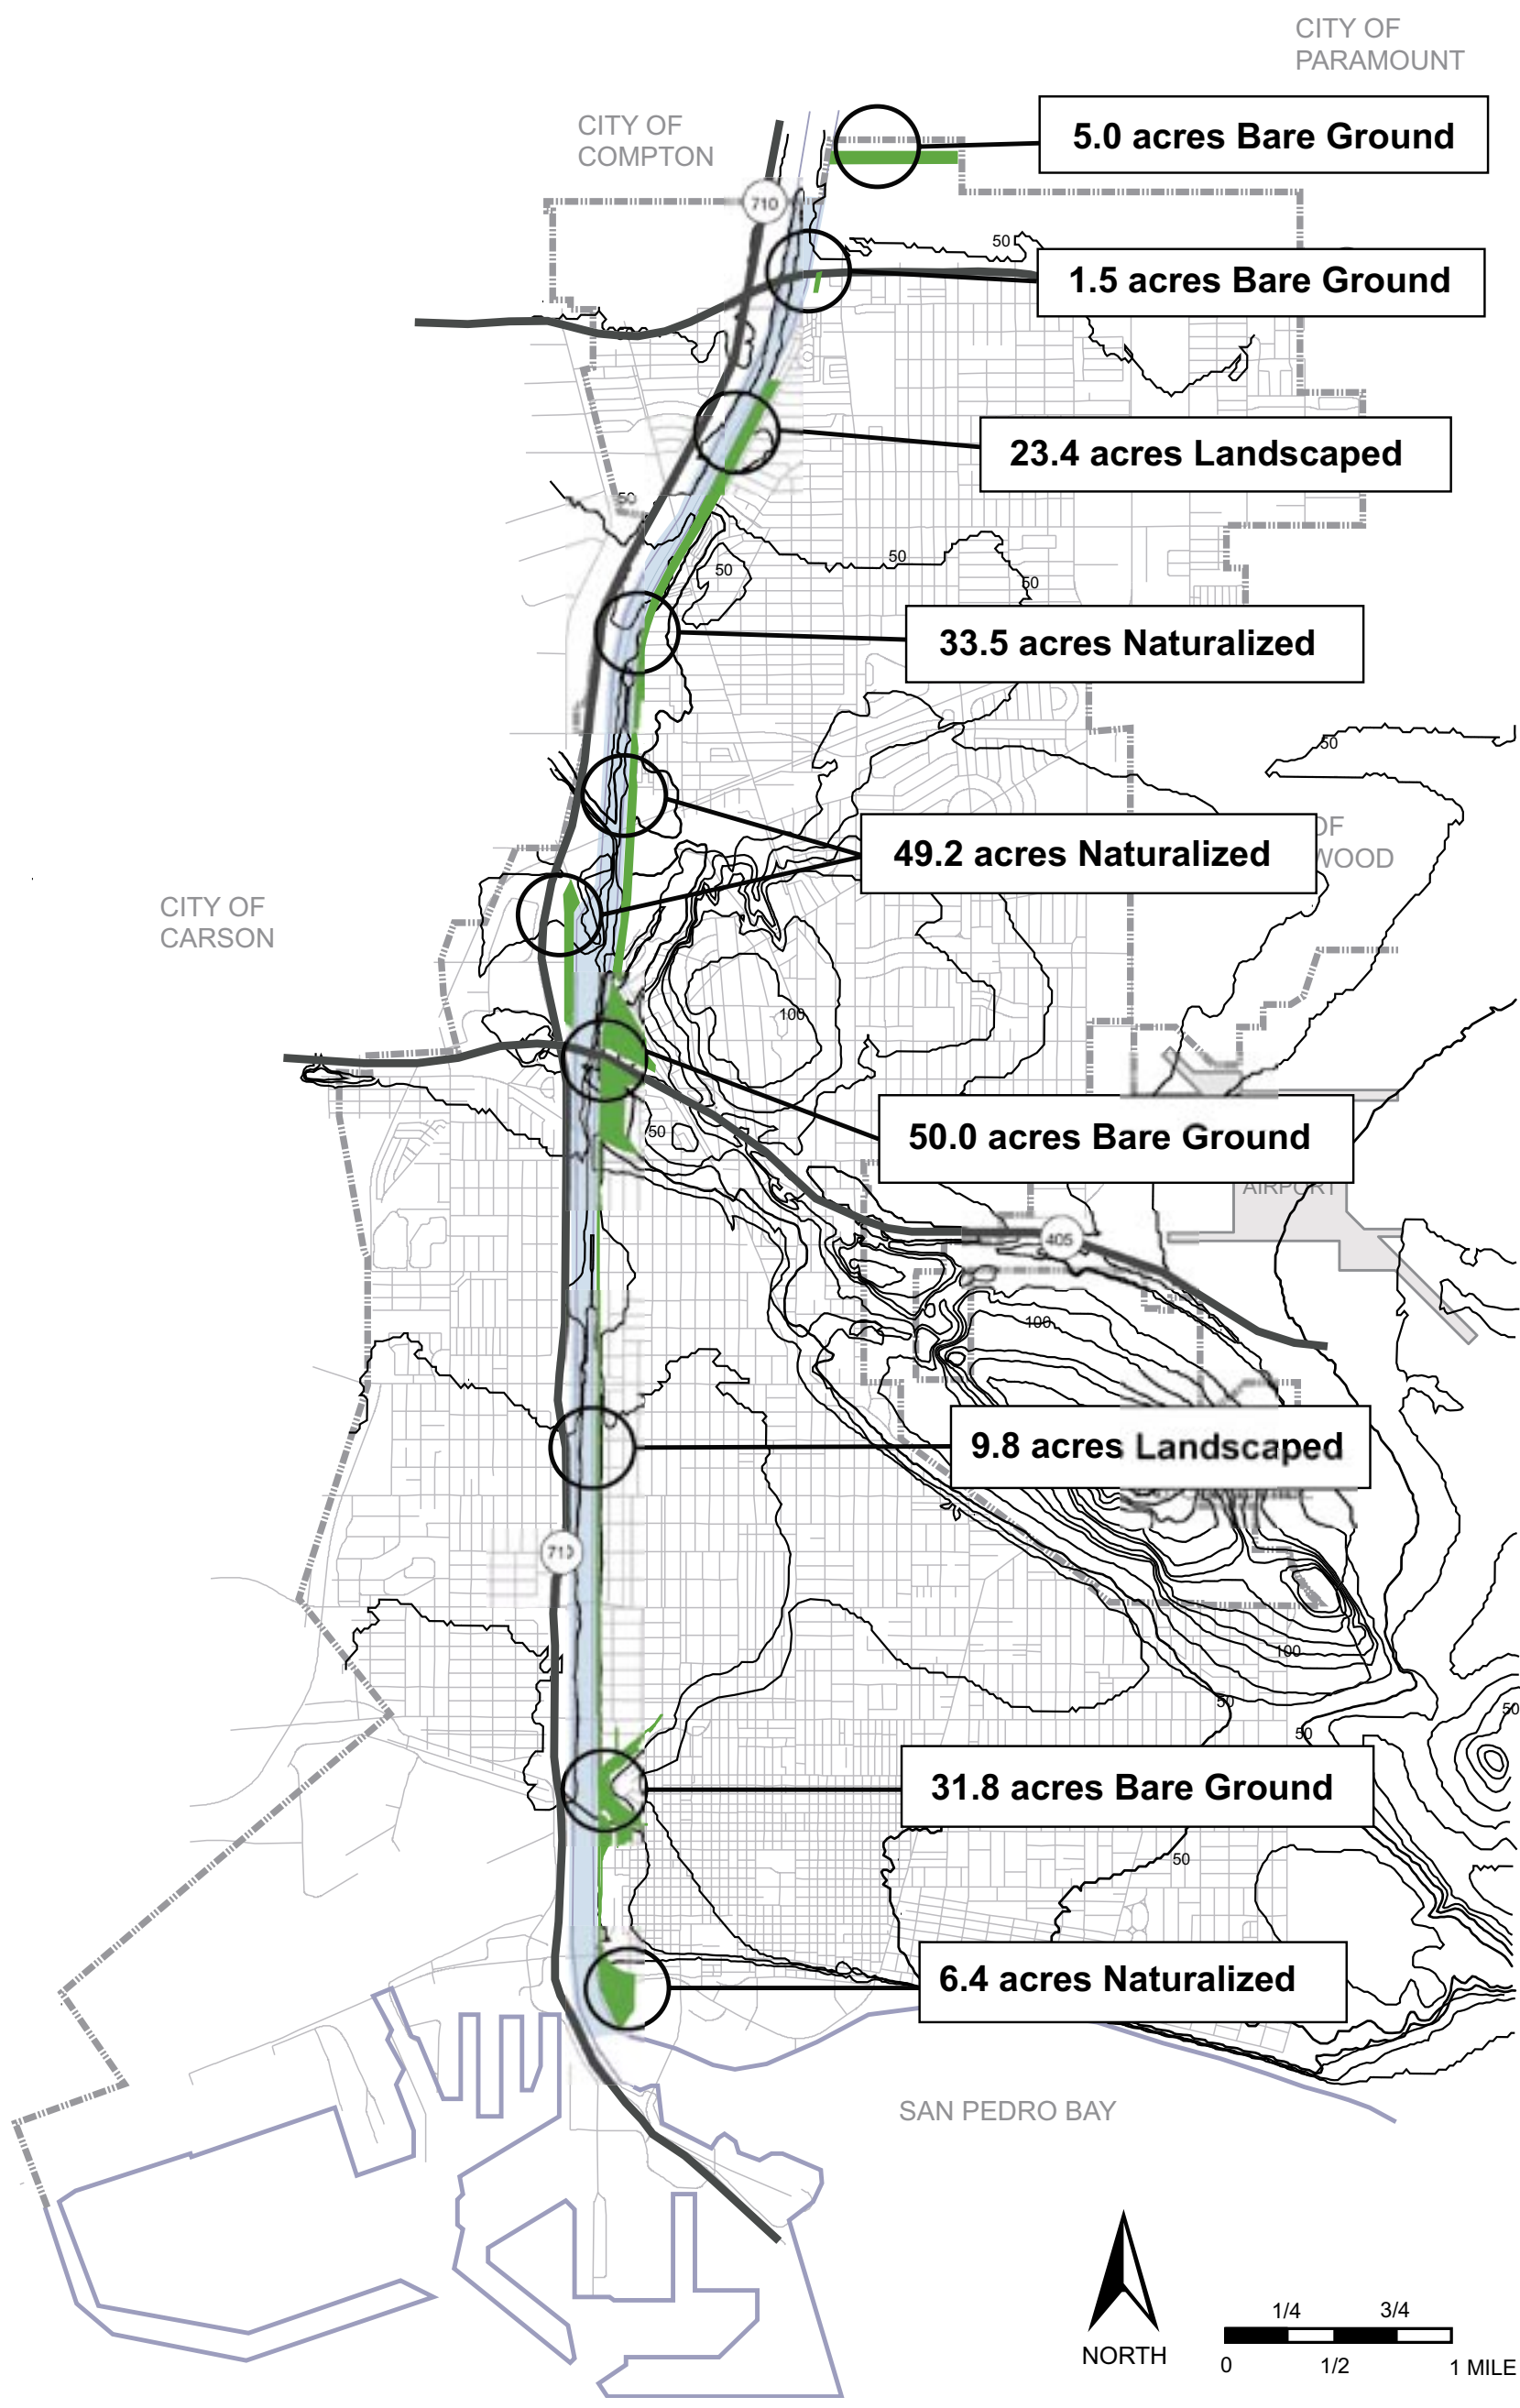 CITY OF
PARAMOUNT
CITY OF
COMPTON
5.0 acres Bare Ground
710
50
1.5 acres Bare Ground
23.4 acres Landscaped
50
50
50
50
33.5 acres Naturalized
50
49.2 acres Naturalized
OF
WOOD
CITY OF
CARSON
100
50
50.0 acres Bare Ground
AIRPORT
405
100
9.8 acres Landscaped
710
100
50
50
50
31.8 acres Bare Ground
50
6.4 acres Naturalized
SAN PEDRO BAY
NORTH
1/4 3/4
0 1/2 1 MILE